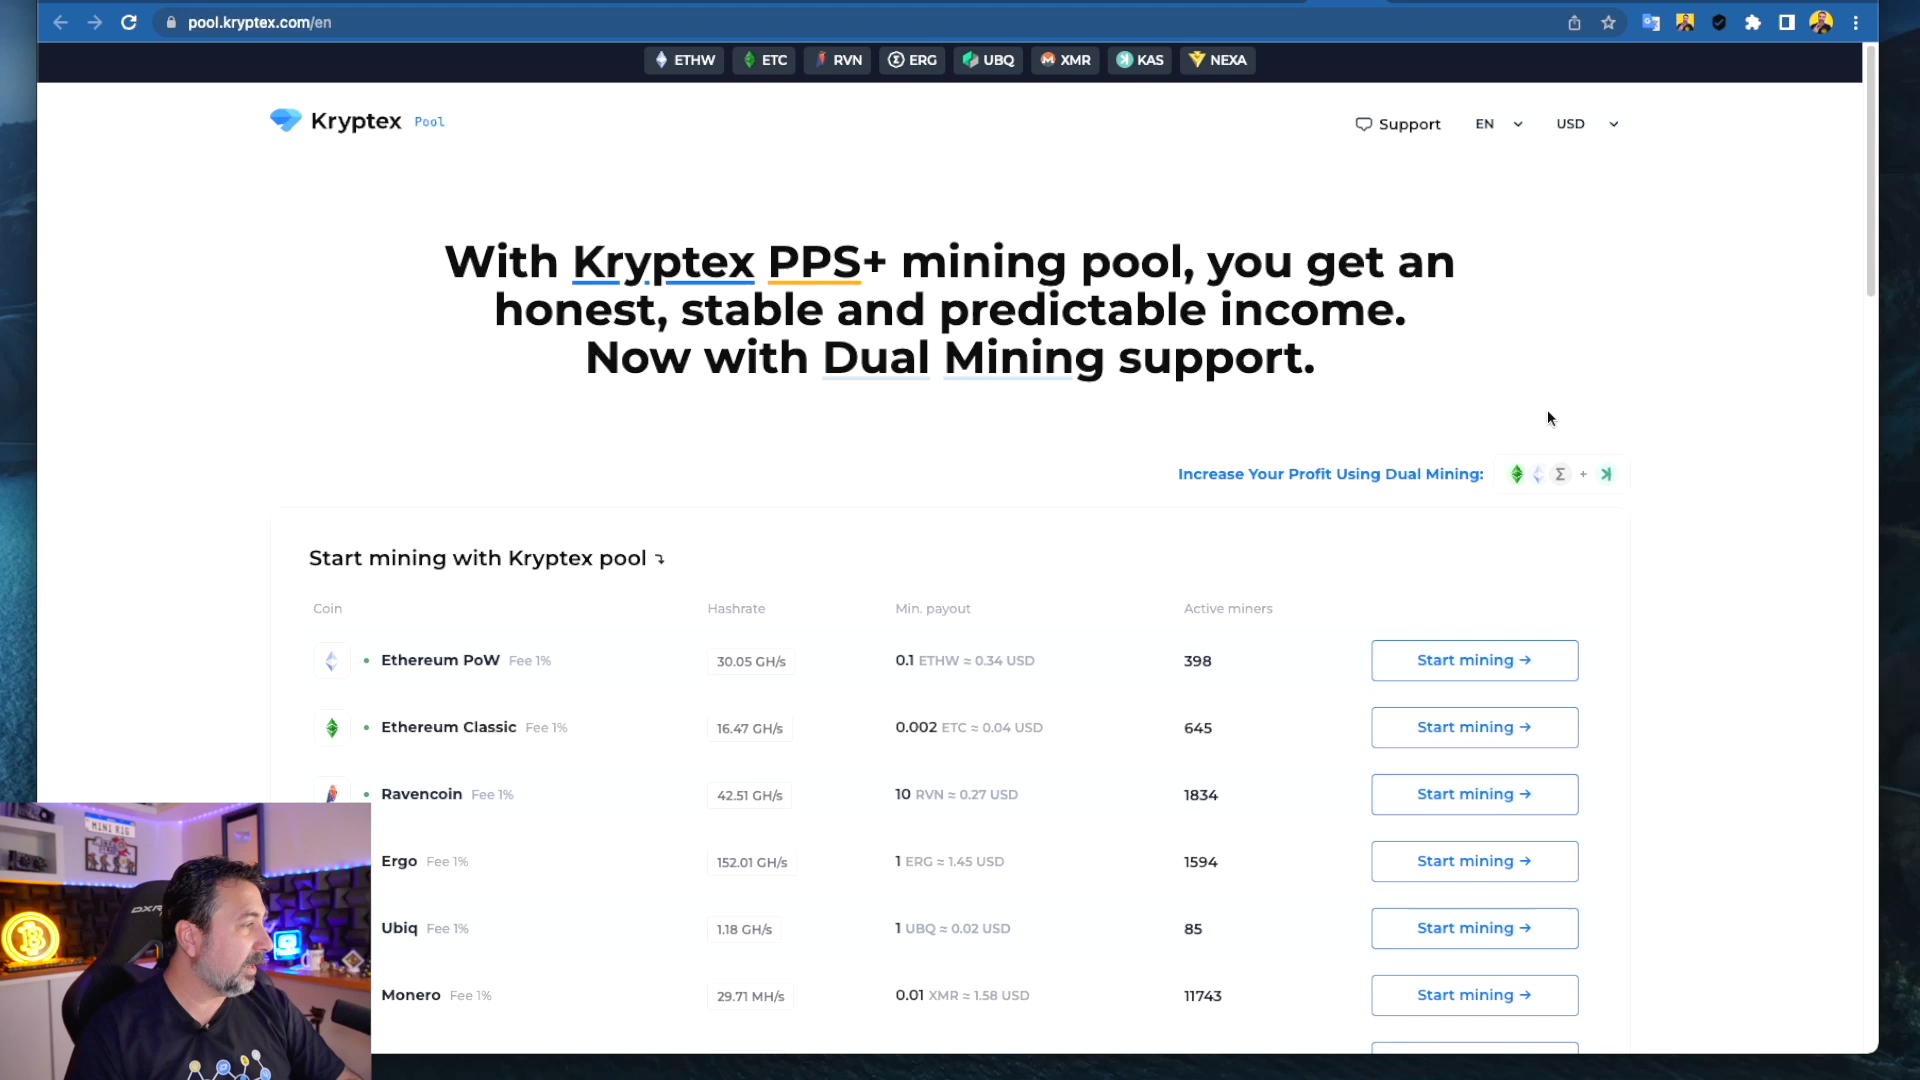 pool.kryptex.com/en
ETHW ETC RVN ERG UBQ XMR KAS NEXA
Kryptex Pool
Support EN USD
With Kryptex PPS+ mining pool, you get an
honest, stable and predictable income.
Now with Dual Mining support.
Increase Your Profit Using Dual Mining: Σ +
Start mining with Kryptex pool
Coin Hashrate Min. payout Active miners
Ethereum PoW Fee 1% 30.05 GH/s 0.1 ETHW ≈ 0.34 USD 398 Start mining →
Ethereum Classic Fee 1% 16.47 GH/s 0.002 ETC ≈ 0.04 USD 645 Start mining →
Ravencoin Fee 1% 42.51 GH/s 10 RVN ≈ 0.27 USD 1834 Start mining →
Ergo Fee 1% 152.01 GH/s 1 ERG ≈ 1.45 USD 1594 Start mining →
Ubiq Fee 1% 1.18 GH/s 1 UBQ ≈ 0.02 USD 85 Start mining →
Monero Fee 1% 29.71 MH/s 0.01 XMR ≈ 1.58 USD 11743 Start mining →
MINI RIG
DXR